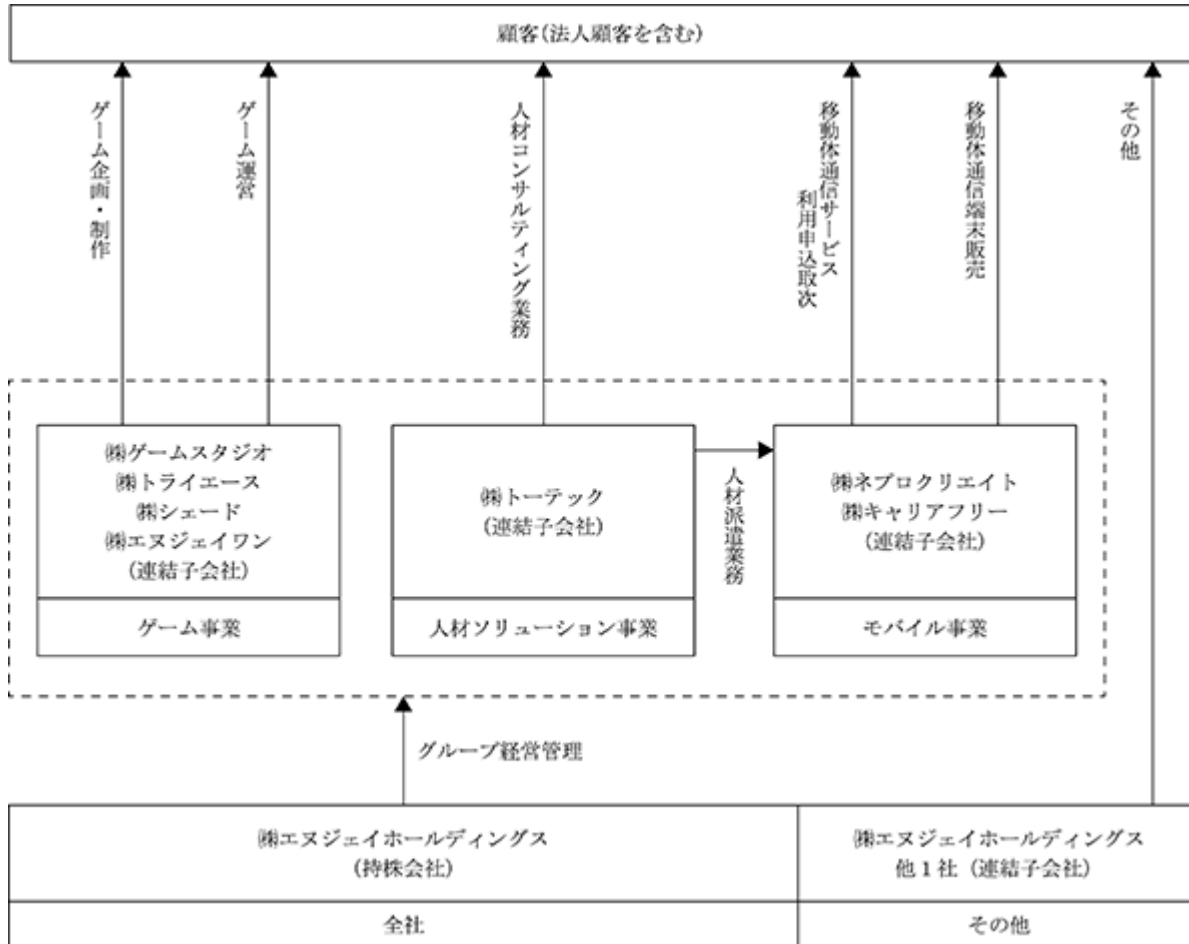 顧客(法人顧客を含む)
ゲーム企画・制作
ゲーム運営
人材コンサルティング業務
移動体通信サービス
利用申込取次
移動体通信端末販売
その他
㈱ゲームスタジオ
㈱トライエース
㈱シェード
㈱エヌジェイワン
(連結子会社)
ゲーム事業
㈱トーテック
(連結子会社)
人材ソリューション事業
人材派遣業務
㈱ネプロクリエイト
㈱キャリアフリー
(連結子会社)
モバイル事業
グループ経営管理
㈱エヌジェイホールディングス
(持株会社)
全社
㈱エヌジェイホールディングス
他1社 (連結子会社)
その他